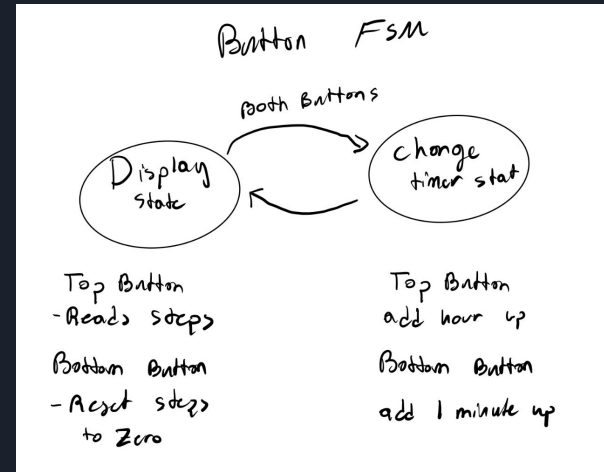 Button FSM
Both Buttons
Display
State
change
timer stat
Top Button
-Reads steps
Bottom Button
- Reset steps
to Zero
Top Button
add hour up
Bottom Button
add 1 minute up